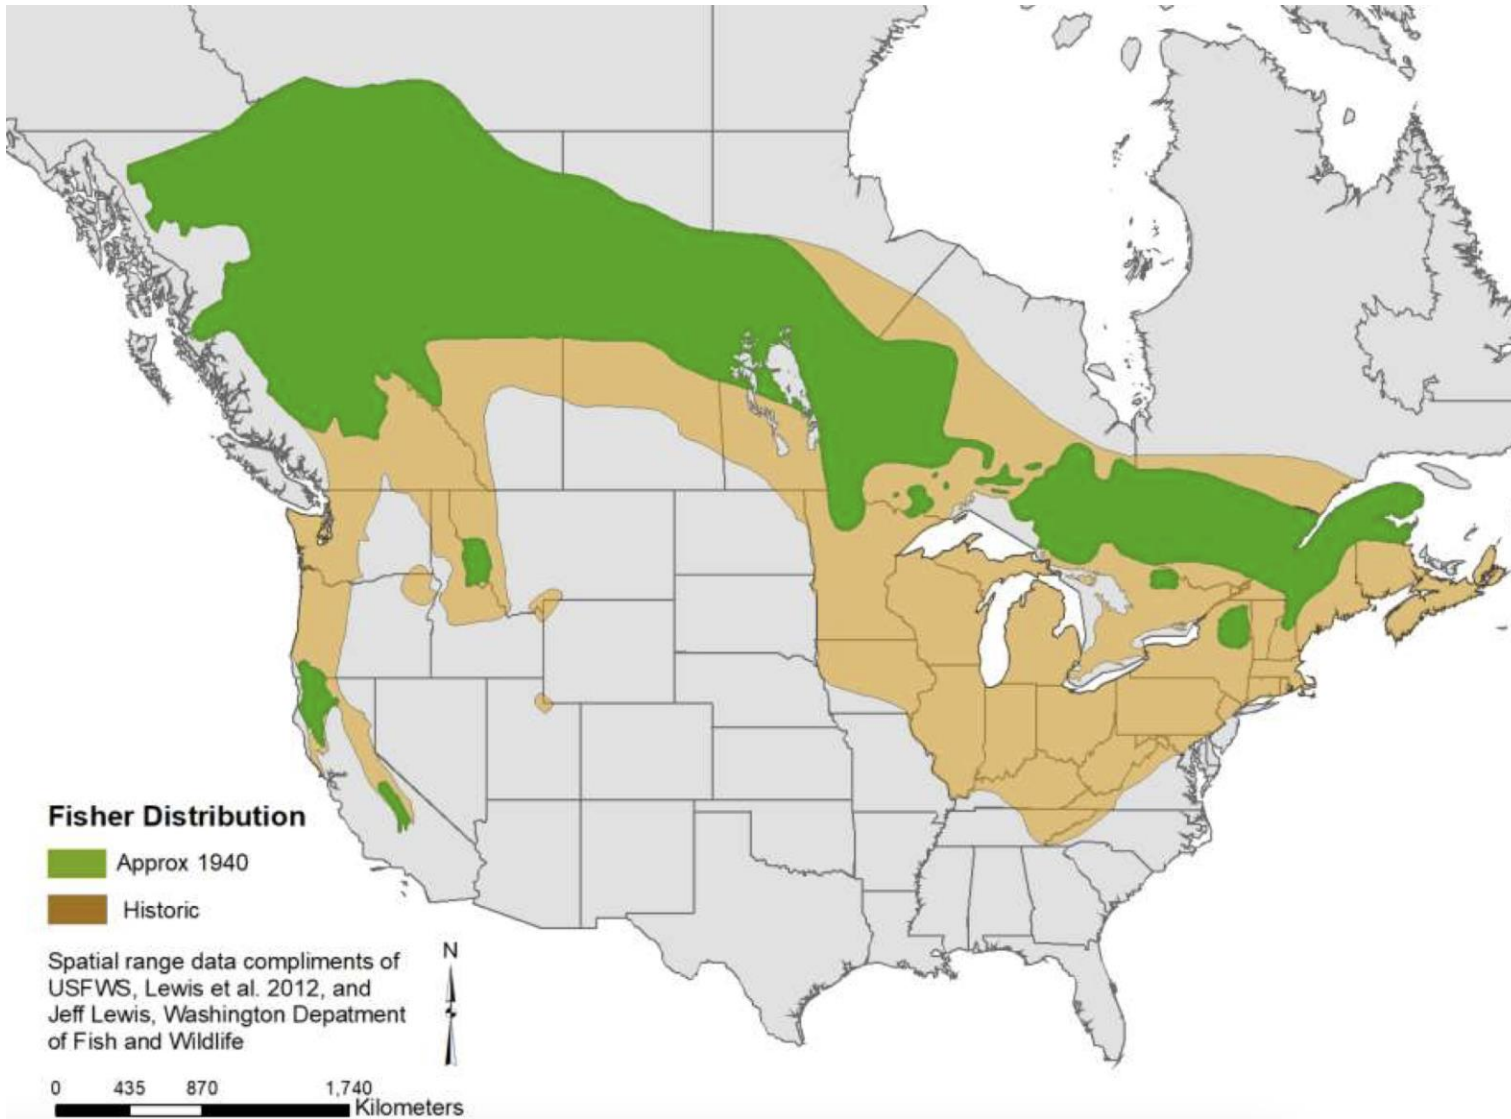 Fisher Distribution
Approx 1940
Historic
Spatial range data compliments of
USFWS, Lewis et al. 2012, and
Jeff Lewis, Washington Depatment
of Fish and Wildlife
N
0 435 870 1,740
Kilometers